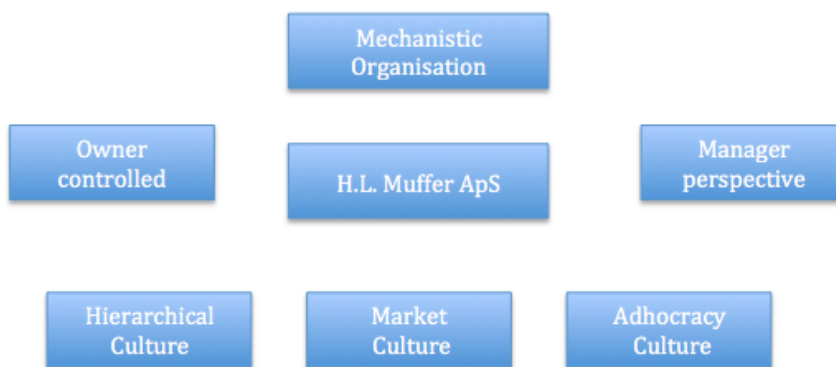 Mechanistic
Organisation
Owner
controlled
H.L. Muffer ApS
Manager
perspective
Hierarchical
Culture
Market
Culture
Adhocracy
Culture